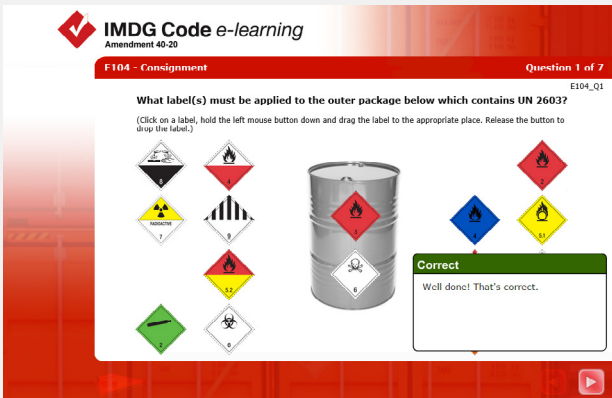 IMDG Code e-learning
Amendment 40-20
E104 - Consignment
Question 1 of 7
E104_Q1
What label(s) must be applied to the outer package below which contains UN 2603?
(Click on a label, hold the left mouse button down and drag the label to the appropriate place. Release the button to
drop the label.)
8
4
2
RADIOACTIVE
7
9
3
4
5.1
5.2
6
2
6
Correct
Well done! That's correct.